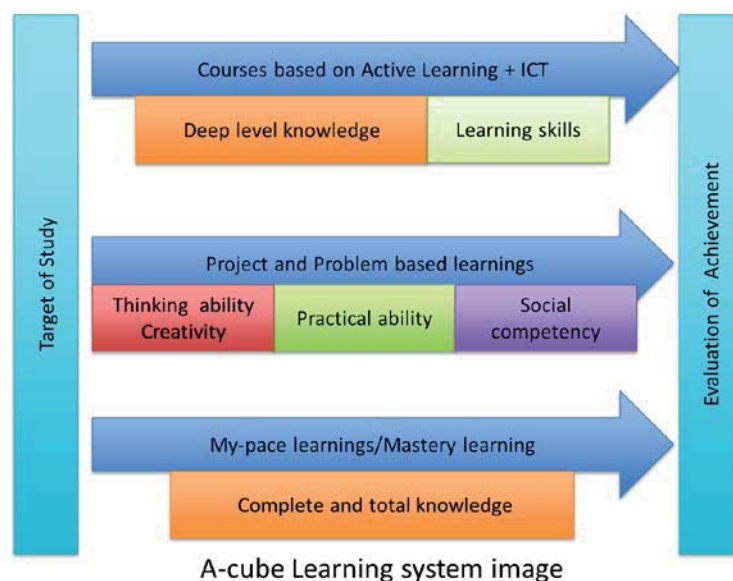 Target of Study
Courses based on Active Learning + ICT
Deep level knowledge
Learning skills
Project and Problem based learnings
Thinking ability
Creativity
Practical ability
Social
competency
My-pace learnings/Mastery learning
Complete and total knowledge
Evaluation of Achievement
A-cube Learning system image